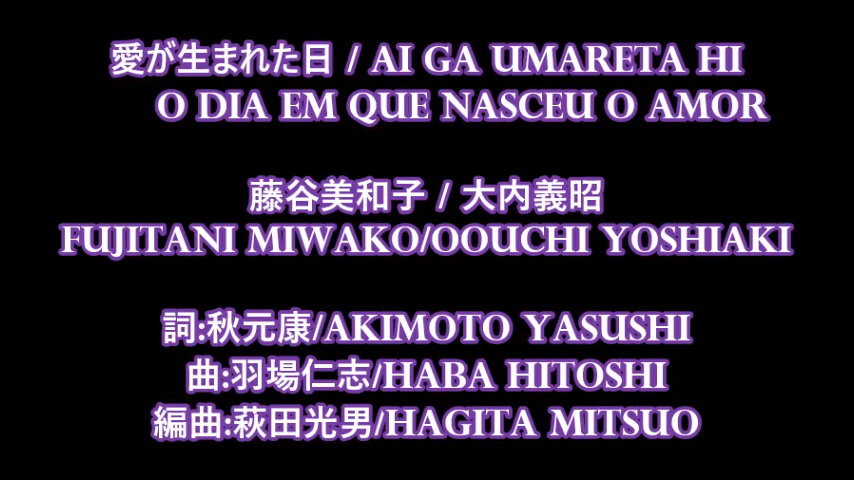 愛が生まれた日 / AI GA UMARETA HI
O DIA EM QUE NASCEU O AMOR
藤谷美和子 / 大内義昭
FUJITANI MIWAKO/OOUCHI YOSHIAKI
詞:秋元康/AKIMOTO YASUSHI
曲:羽場仁志/HABA HITOSHI
編曲:萩田光男/HAGITA MITSUO